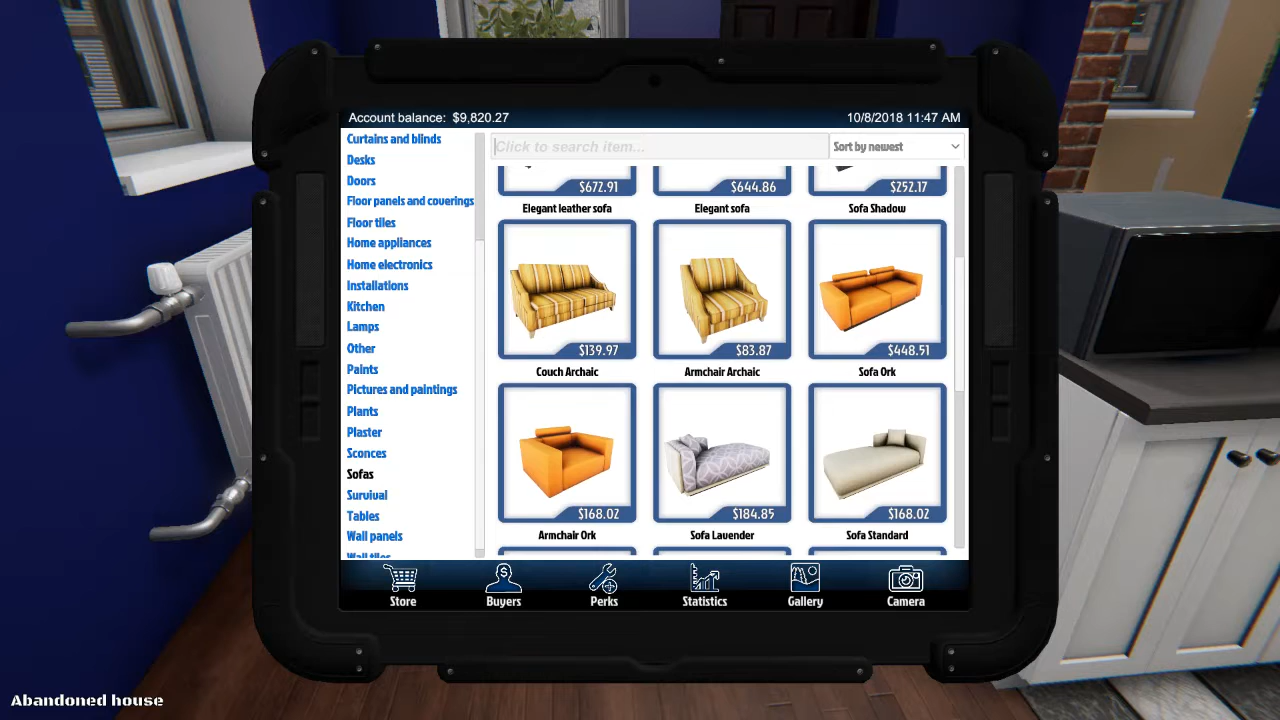 Account balance: $9,820.27
10/8/2018 11:47 AM
Curtains and blinds
Desks
Doors
Floor panels and coverings
Floor tiles
Home appliances
Home electronics
Installations
Kitchen
Lamps
Other
Paints
Pictures and paintings
Plants
Plaster
Sconces
Sofas
Survival
Tables
Wall panels
Wall tiles
Click to search item...
Sort by newest
$672.91
$644.86
$252.17
Elegant leather sofa
Elegant sofa
Sofa Shadow
$139.97
$83.87
$448.51
Couch Archaic
Armchair Archaic
Sofa Ork
$168.02
$184.85
$168.02
Armchair Ork
Sofa Lavender
Sofa Standard
Store
Buyers
Perks
Statistics
Gallery
Camera
Abandoned house